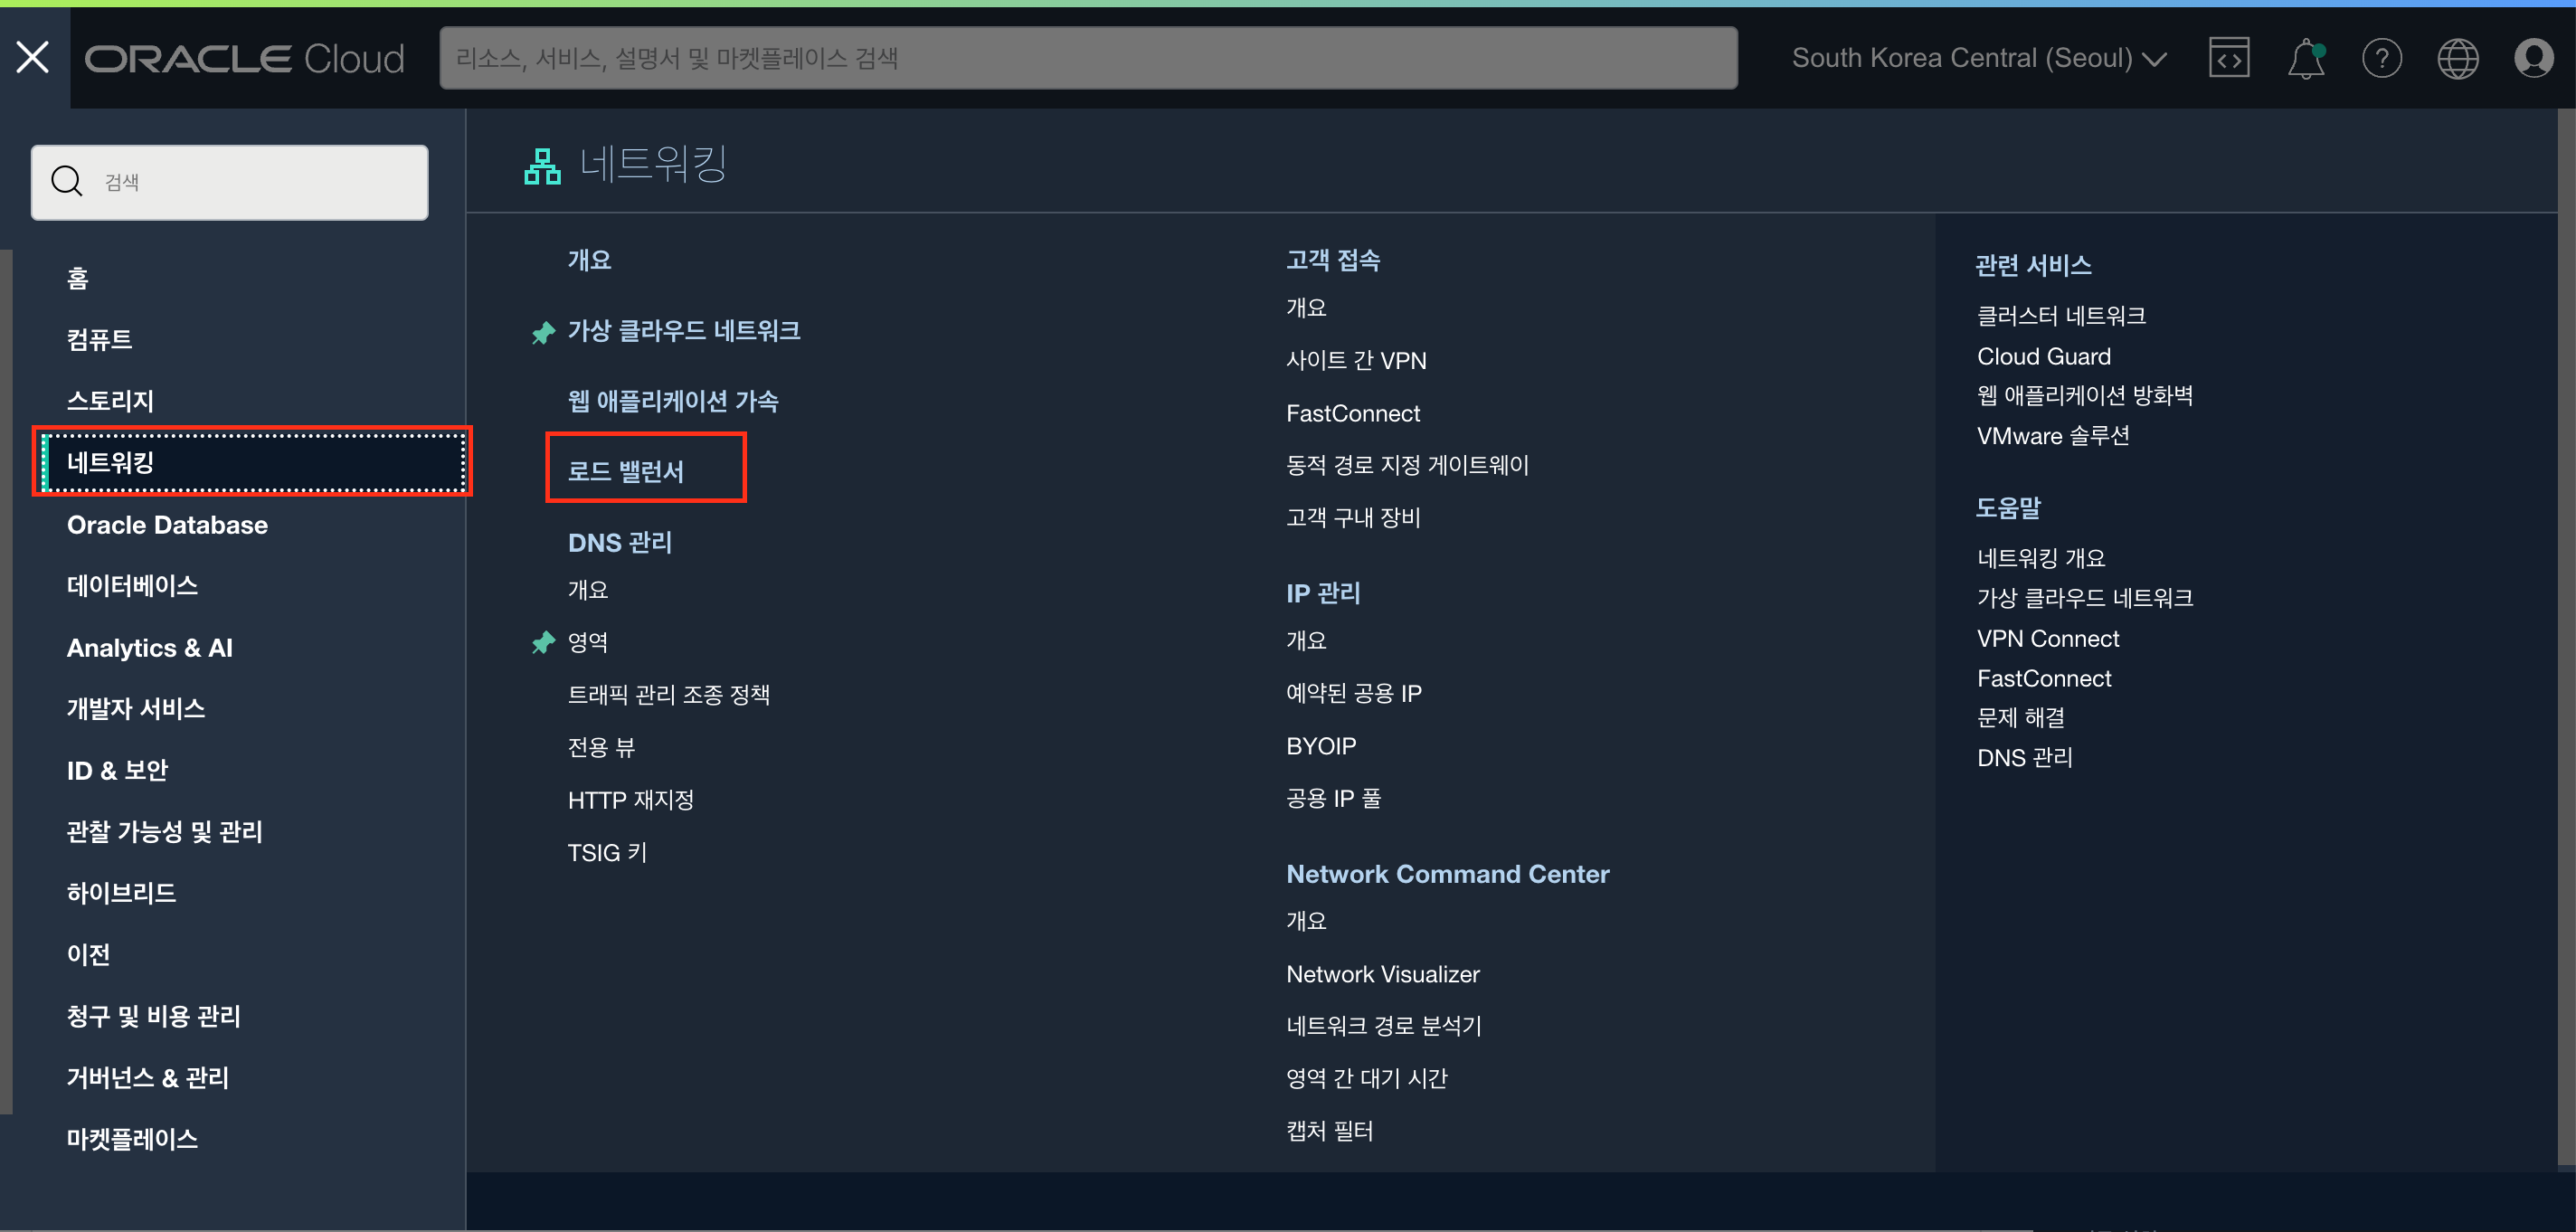 ORACLE Cloud
리소스, 서비스, 설명서 및 마켓플레이스 검색
South Korea Central (Seoul)
검색
홈
컴퓨트
스토리지
네트워킹
Oracle Database
데이터베이스
Analytics & AI
개발자 서비스
ID & 보안
관찰 가능성 및 관리
하이브리드
이전
청구 및 비용 관리
거버넌스 & 관리
마켓플레이스
네트워킹
개요
가상 클라우드 네트워크
웹 애플리케이션 가속
로드 밸런서
DNS 관리
개요
영역
트래픽 관리 조종 정책
전용 뷰
HTTP 재지정
TSIG 키
고객 접속
개요
사이트 간 VPN
FastConnect
동적 경로 지정 게이트웨이
고객 구내 장비
IP 관리
개요
예약된 공용 IP
BYOIP
공용 IP 풀
Network Command Center
개요
Network Visualizer
네트워크 경로 분석기
영역 간 대기 시간
캡처 필터
관련 서비스
클러스터 네트워크
Cloud Guard
웹 애플리케이션 방화벽
VMware 솔루션
도움말
네트워킹 개요
가상 클라우드 네트워크
VPN Connect
FastConnect
문제 해결
DNS 관리